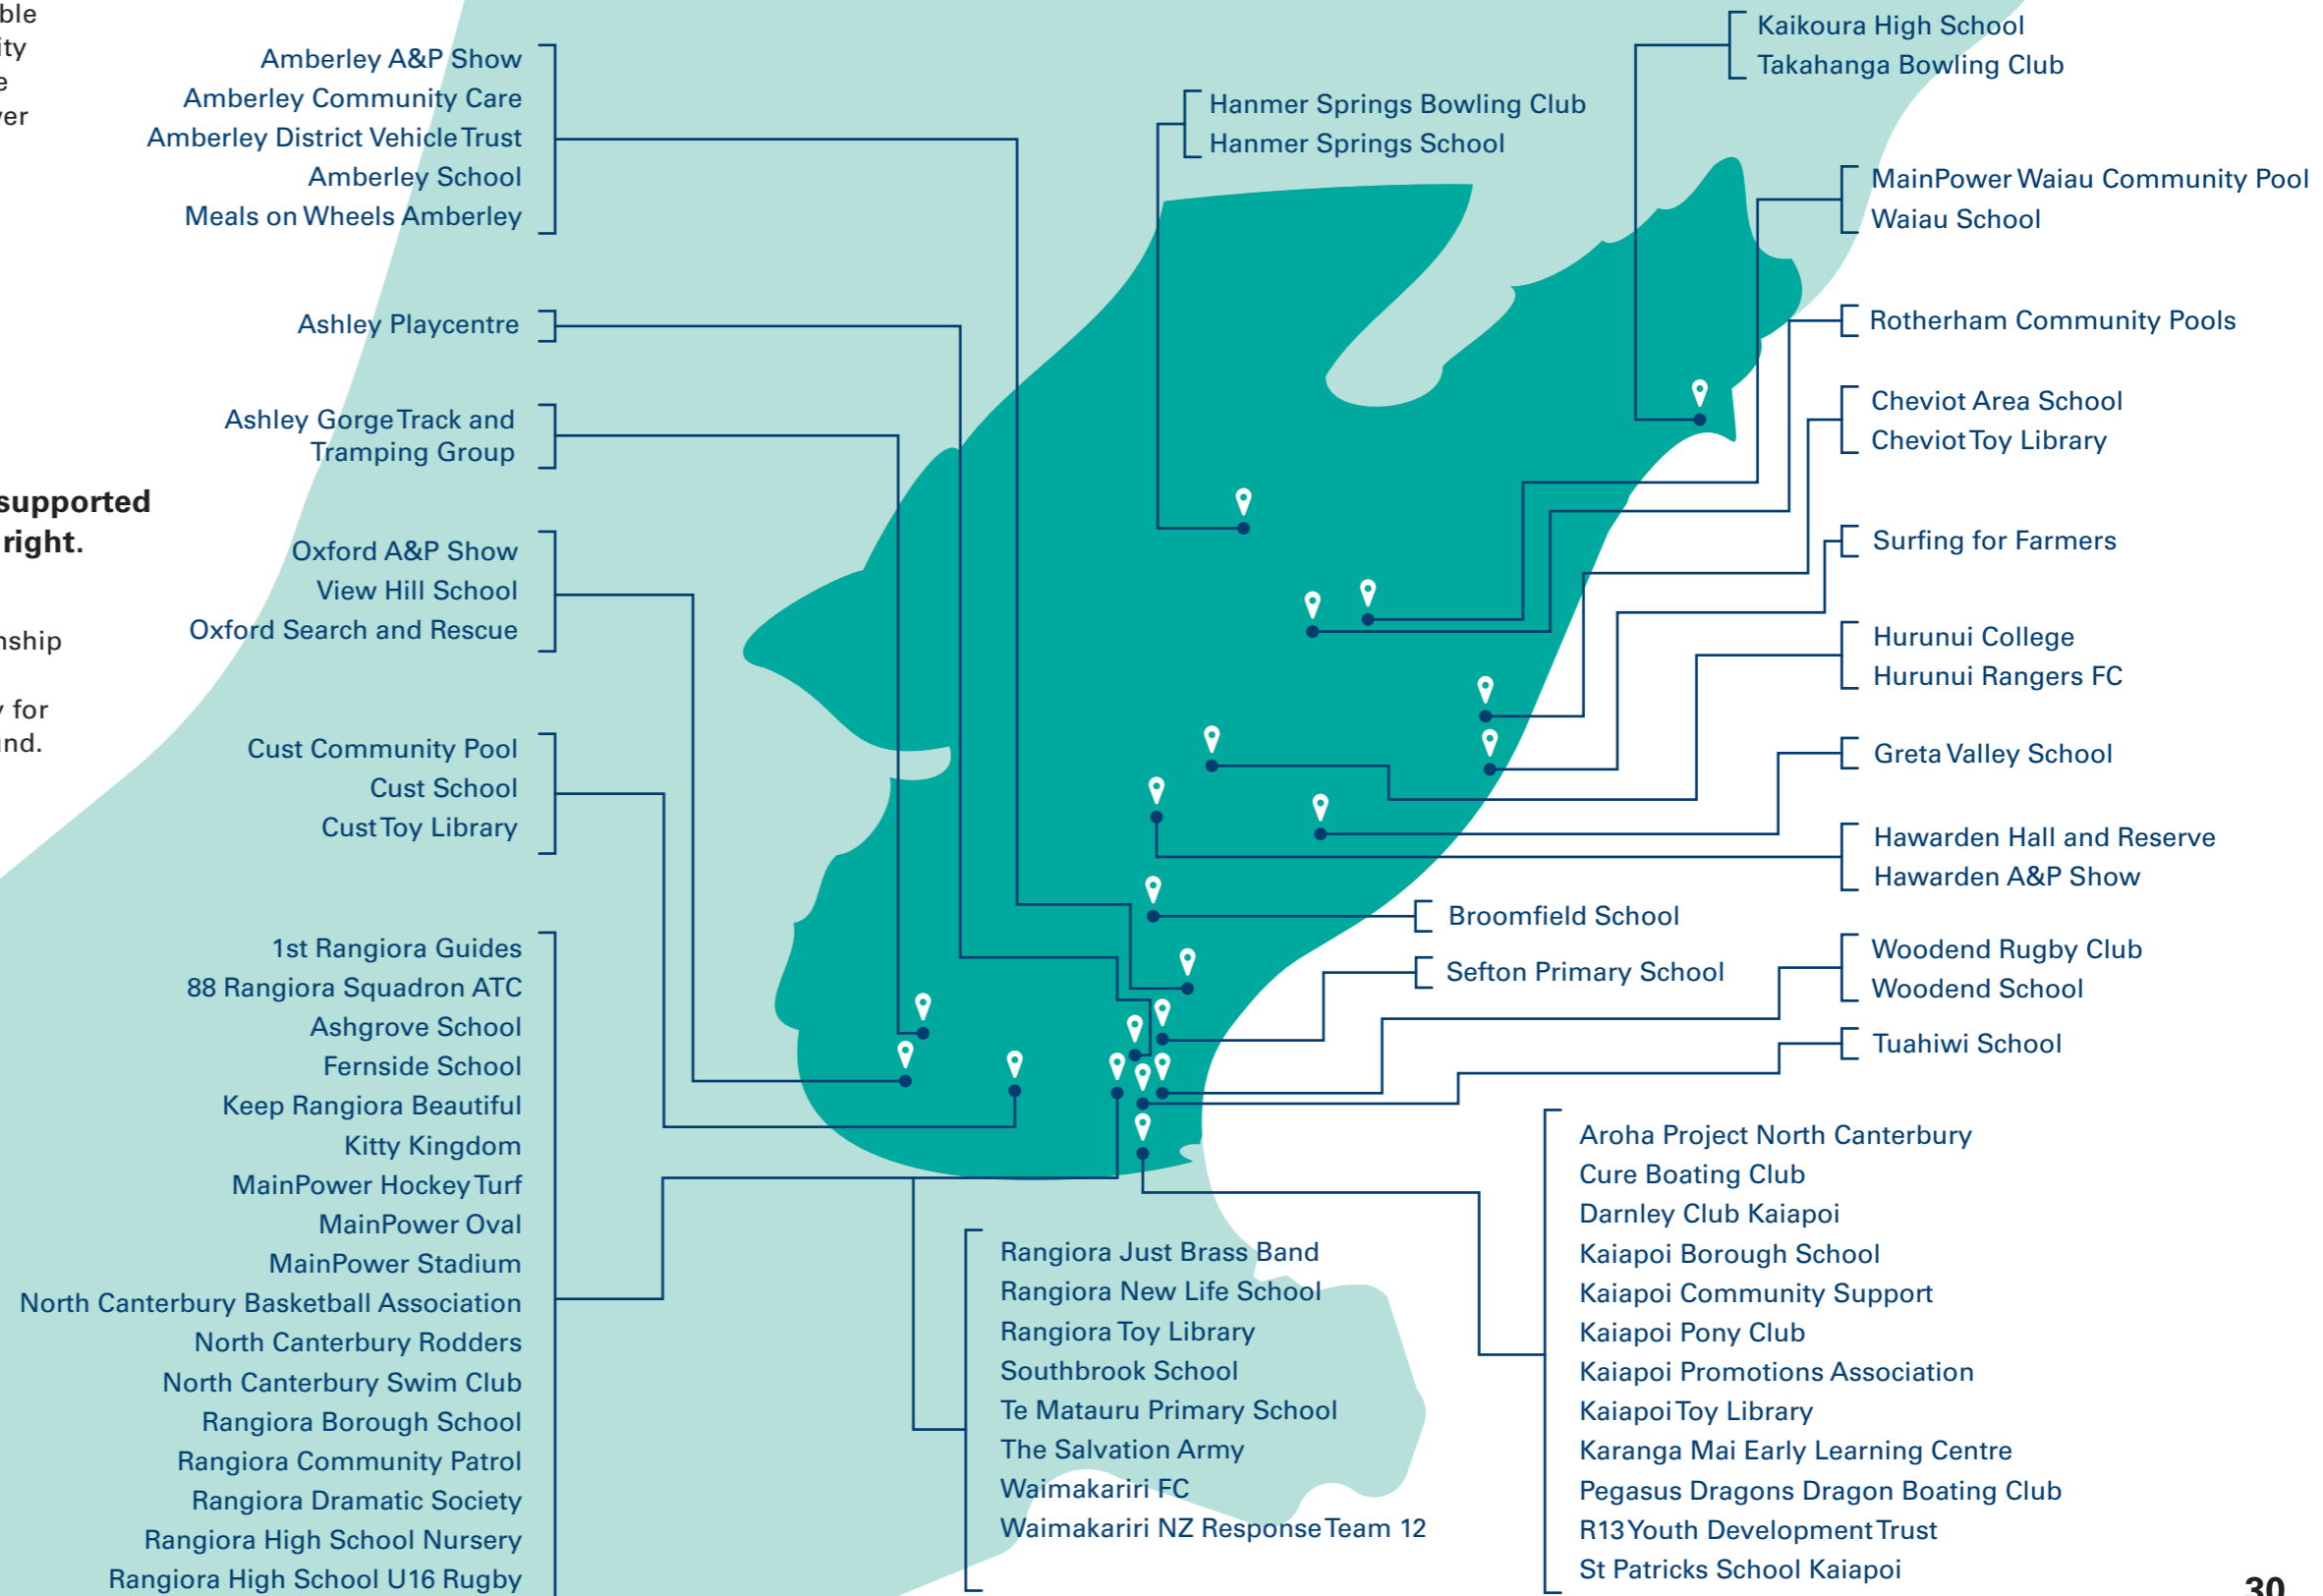 ble
ity
e
er
supported
right.
nship
for
und.
Amberley A&P Show
Amberley Community Care
Amberley District Vehicle Trust
Amberley School
Meals on Wheels Amberley
Ashley Playcentre
Ashley Gorge Track and
Tramping Group
Oxford A&P Show
View Hill School
Oxford Search and Rescue
Cust Community Pool
Cust School
Cust Toy Library
1st Rangiora Guides
88 Rangiora Squadron ATC
Ashgrove School
Fernside School
Keep Rangiora Beautiful
Kitty Kingdom
MainPower Hockey Turf
MainPower Oval
MainPower Stadium
North Canterbury Basketball Association
North Canterbury Rodders
North Canterbury Swim Club
Rangiora Borough School
Rangiora Community Patrol
Rangiora Dramatic Society
Rangiora High School Nursery
Rangiora High School U16 Rugby
Rangiora Just Brass Band
Rangiora New Life School
Rangiora Toy Library
Southbrook School
Te Matauru Primary School
The Salvation Army
Waimakariri FC
Waimakariri NZ Response Team 12
Hanmer Springs Bowling Club
Hanmer Springs School
Kaikoura High School
Takahanga Bowling Club
MainPower Waiau Community Pool
Waiau School
Rotherham Community Pools
Cheviot Area School
Cheviot Toy Library
Surfing for Farmers
Hurunui College
Hurunui Rangers FC
Greta Valley School
Hawarden Hall and Reserve
Hawarden A&P Show
Broomfield School
Sefton Primary School
Woodend Rugby Club
Woodend School
Tuahiwi School
Aroha Project North Canterbury
Cure Boating Club
Darnley Club Kaiapoi
Kaiapoi Borough School
Kaiapoi Community Support
Kaiapoi Pony Club
Kaiapoi Promotions Association
Kaiapoi Toy Library
Karanga Mai Early Learning Centre
Pegasus Dragons Dragon Boating Club
R13 Youth Development Trust
St Patricks School Kaiapoi
30